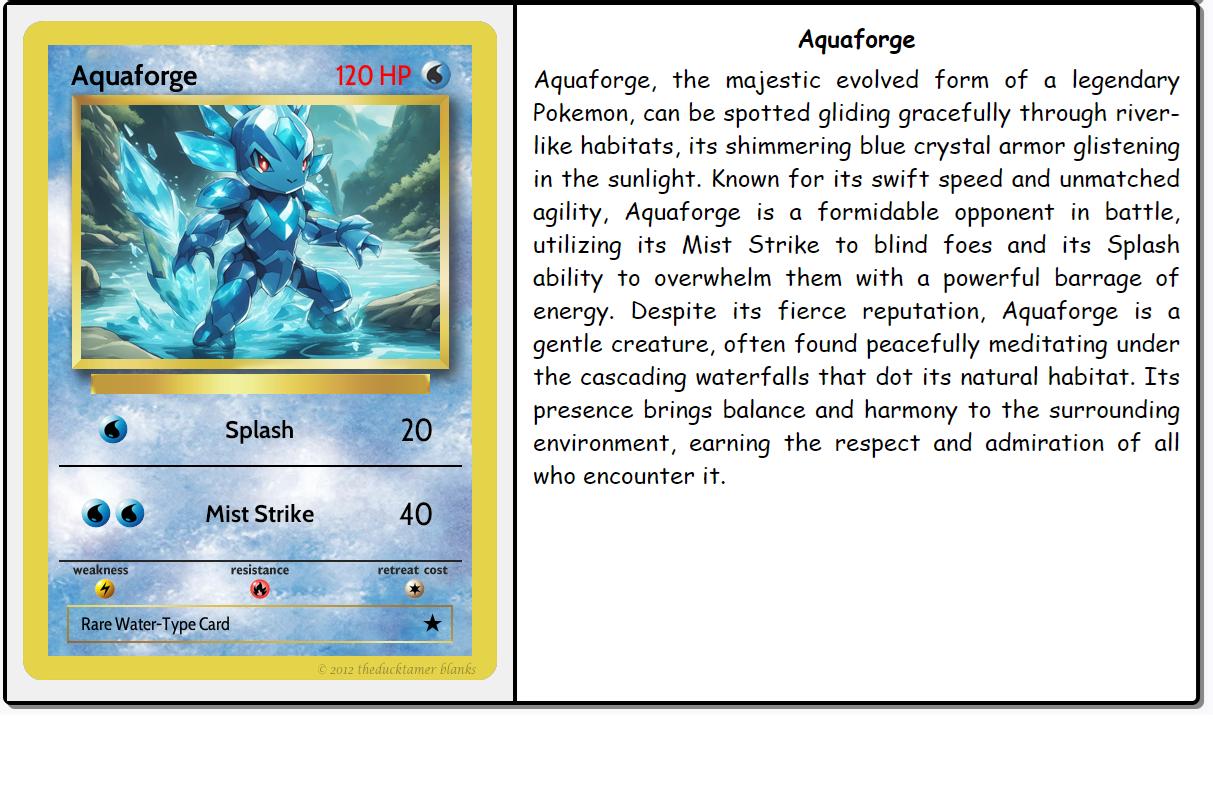 Aquaforge
120 HP
Splash
20
Mist Strike
40
weakness
resistance
retreat cost
Rare Water-Type Card
© 2012 theducktamer blanks
Aquaforge
Aquaforge, the majestic evolved form of a legendary
Pokemon, can be spotted gliding gracefully through river-
like habitats, its shimmering blue crystal armor glistening
in the sunlight. Known for its swift speed and unmatched
agility, Aquaforge is a formidable opponent in battle,
utilizing its Mist Strike to blind foes and its Splash
ability to overwhelm them with a powerful barrage of
energy. Despite its fierce reputation, Aquaforge is a
gentle creature, often found peacefully meditating under
the cascading waterfalls that dot its natural habitat. Its
presence brings balance and harmony to the surrounding
environment, earning the respect and admiration of all
who encounter it.